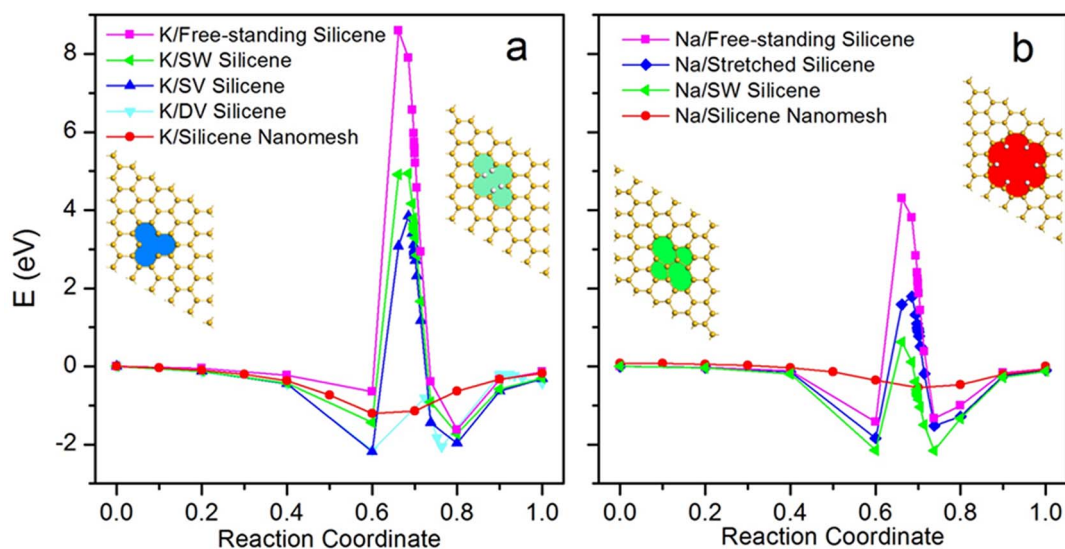 a
K/Free-standing Silicene
K/SW Silicene
K/SV Silicene
K/DV Silicene
K/Silicene Nanomesh
E (eV)
8
6
4
2
0
-2
0.0 0.2 0.4 0.6 0.8 1.0
Reaction Coordinate
b
Na/Free-standing Silicene
Na/Stretched Silicene
Na/SW Silicene
Na/Silicene Nanomesh
0.0 0.2 0.4 0.6 0.8 1.0
Reaction Coordinate